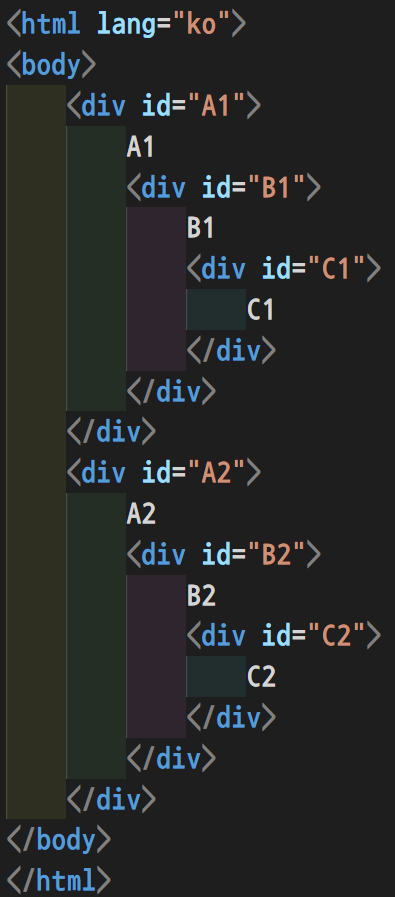 <html lang="ko">
<body>
<div id="A1">
A1
<div id="B1">
B1
<div id="C1">
C1
</div>
</div>
</div>
<div id="A2">
A2
<div id="B2">
B2
<div id="C2">
C2
</div>
</div>
</div>
</body>
</html>